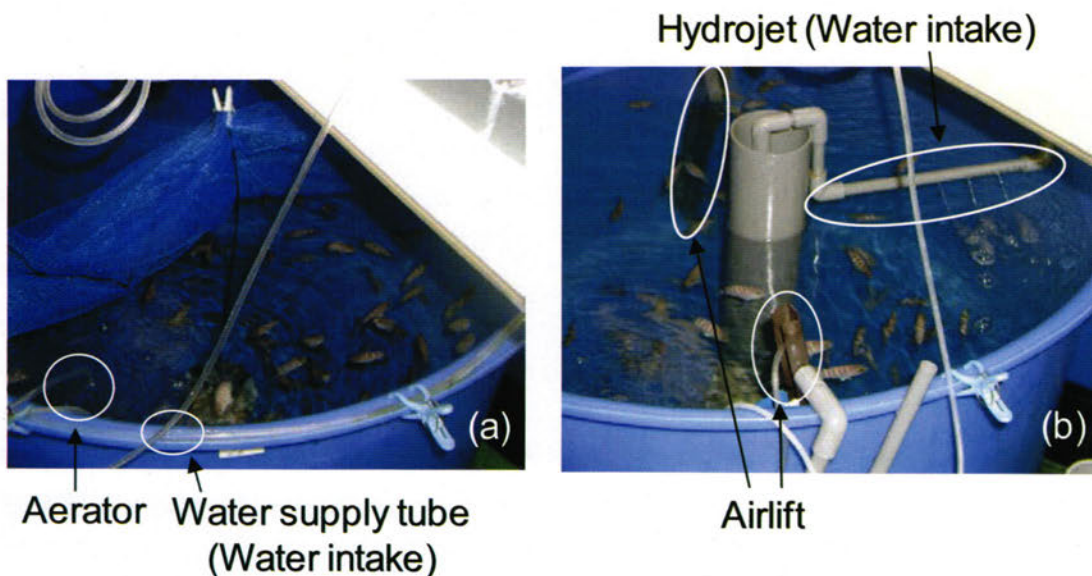 Hydrojet (Water intake)
(a)
(b)
Aerator
Water supply tube
(Water intake)
Airlift